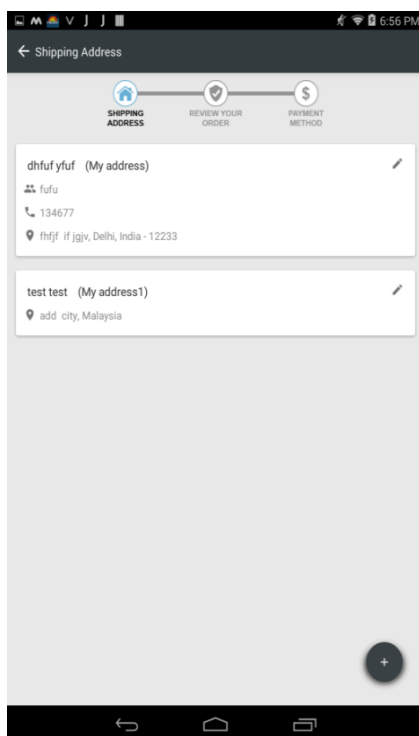 6:56 PM
Shipping Address
SHIPPING ADDRESS
REVIEW YOUR ORDER
$
PAYMENT METHOD
dhfuf yfuf (My address)
fufu
134677
fhfjf if jgjv, Delhi, India - 12233
test test (My address1)
add city, Malaysia
+